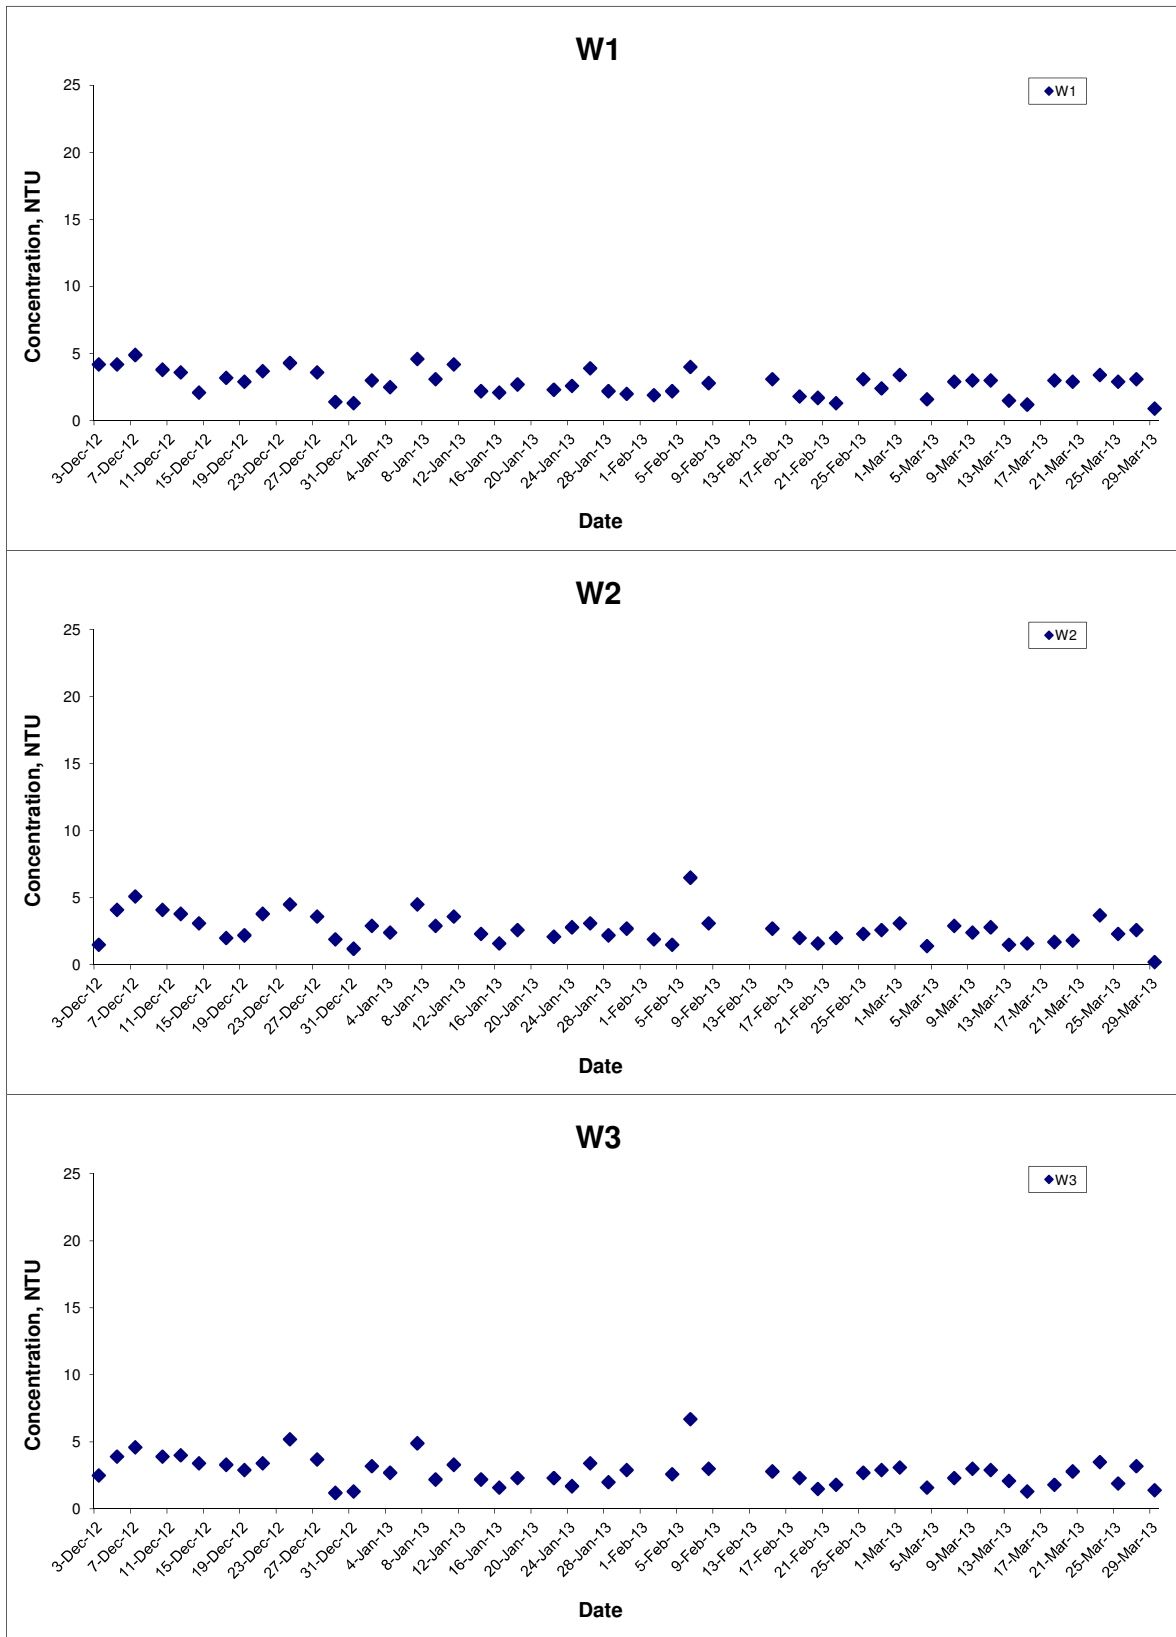 W1
W1
Concentration, NTU
25
20
15
10
5
0
3-Dec-12
7-Dec-12
11-Dec-12
15-Dec-12
19-Dec-12
23-Dec-12
27-Dec-12
31-Dec-12
4-Jan-13
8-Jan-13
12-Jan-13
16-Jan-13
20-Jan-13
24-Jan-13
28-Jan-13
1-Feb-13
5-Feb-13
9-Feb-13
13-Feb-13
17-Feb-13
21-Feb-13
25-Feb-13
1-Mar-13
5-Mar-13
9-Mar-13
13-Mar-13
17-Mar-13
21-Mar-13
25-Mar-13
29-Mar-13
Date
W2
W2
Concentration, NTU
25
20
15
10
5
0
3-Dec-12
7-Dec-12
11-Dec-12
15-Dec-12
19-Dec-12
23-Dec-12
27-Dec-12
31-Dec-12
4-Jan-13
8-Jan-13
12-Jan-13
16-Jan-13
20-Jan-13
24-Jan-13
28-Jan-13
1-Feb-13
5-Feb-13
9-Feb-13
13-Feb-13
17-Feb-13
21-Feb-13
25-Feb-13
1-Mar-13
5-Mar-13
9-Mar-13
13-Mar-13
17-Mar-13
21-Mar-13
25-Mar-13
29-Mar-13
Date
W3
W3
Concentration, NTU
25
20
15
10
5
0
3-Dec-12
7-Dec-12
11-Dec-12
15-Dec-12
19-Dec-12
23-Dec-12
27-Dec-12
31-Dec-12
4-Jan-13
8-Jan-13
12-Jan-13
16-Jan-13
20-Jan-13
24-Jan-13
28-Jan-13
1-Feb-13
5-Feb-13
9-Feb-13
13-Feb-13
17-Feb-13
21-Feb-13
25-Feb-13
1-Mar-13
5-Mar-13
9-Mar-13
13-Mar-13
17-Mar-13
21-Mar-13
25-Mar-13
29-Mar-13
Date